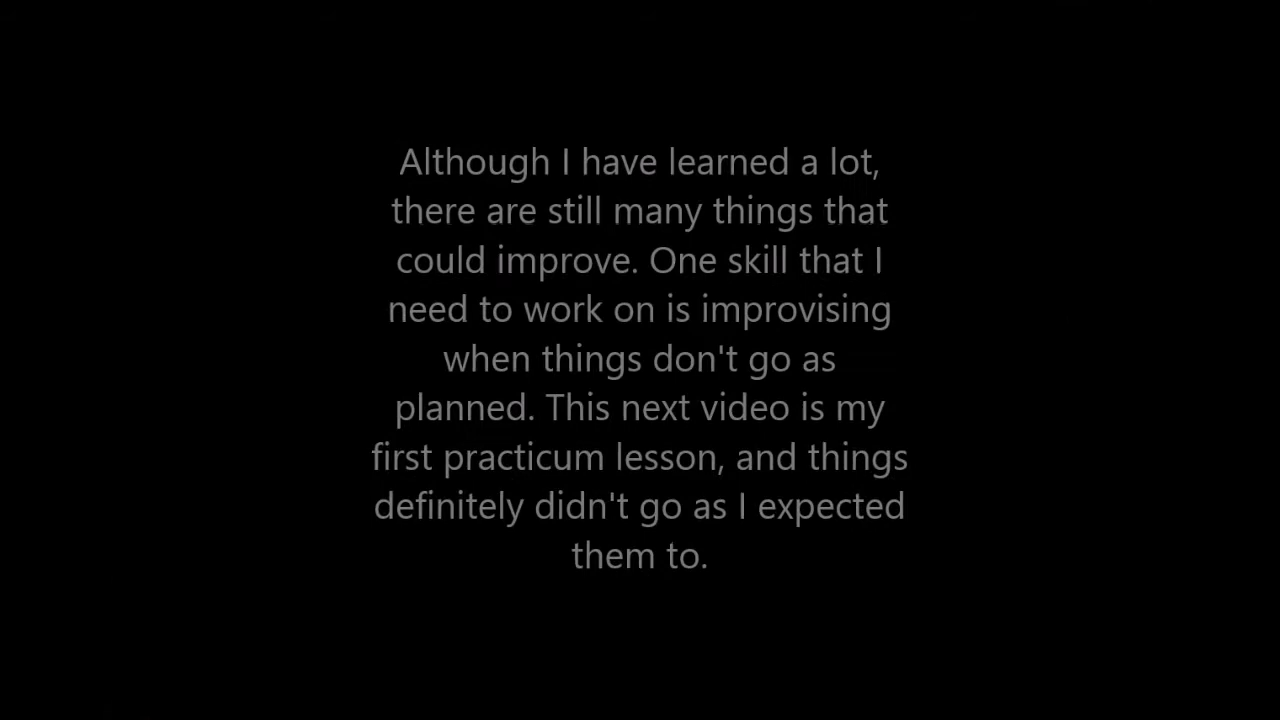 Although I have learned a lot,
there are still many things that
could improve. One skill that I
need to work on is improvising
when things don't go as
planned. This next video is my
first practicum lesson, and things
definitely didn't go as I expected
them to.